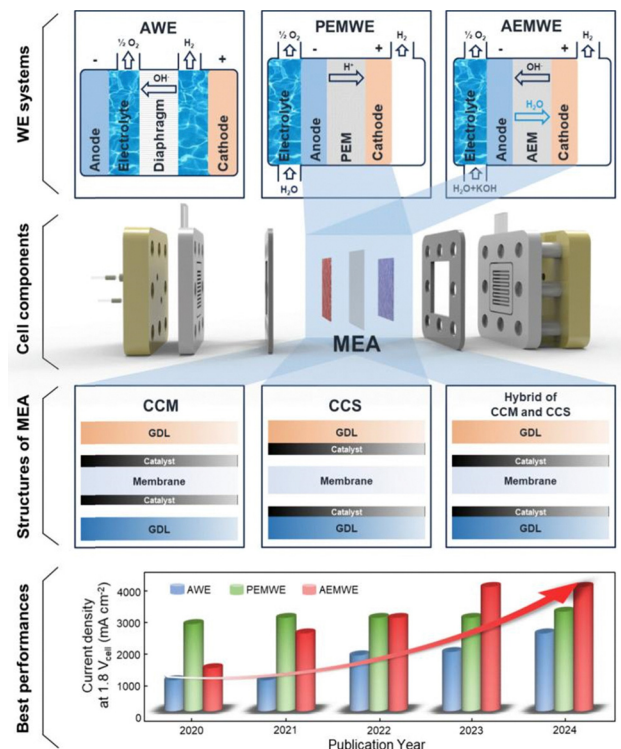 WE systems
AWE
PEMWE
AEMWE
½ O₂
H₂
-
+
OH⁻
Anode
Electrolyte
Diaphragm
Cathode
½ O₂
H₂
-
+
H⁺
Electrolyte
Anode
PEM
Cathode
H₂O
½ O₂
H₂
-
+
OH⁻
H₂O
Electrolyte
Anode
AEM
Cathode
H₂O+KOH
Cell components
MEA
Structures of MEA
CCM
GDL
Catalyst
Membrane
Catalyst
GDL
CCS
GDL
Catalyst
Membrane
Catalyst
GDL
Hybrid of
CCM and CCS
GDL
Catalyst
Membrane
Catalyst
GDL
Best performances
Current density
at 1.8 Vcell (mA cm⁻²)
4000
3000
2000
1000
0
AWE
PEMWE
AEMWE
2020
2021
2022
2023
2024
Publication Year